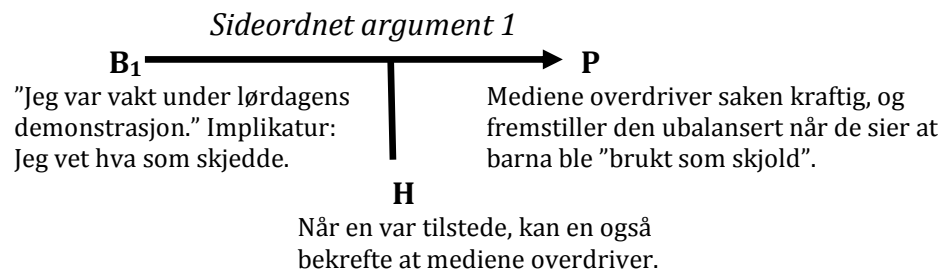 Sideordnet argument 1
B1 P
”Jeg var vakt under lørdagens
demonstrasjon.” Implikatur:
Jeg vet hva som skjedde.
Mediene overdriver saken kraftig, og
fremstiller den ubalansert når de sier at
barna ble ”brukt som skjold”.
H
Når en var tilstede, kan en også
bekrefte at mediene overdriver.